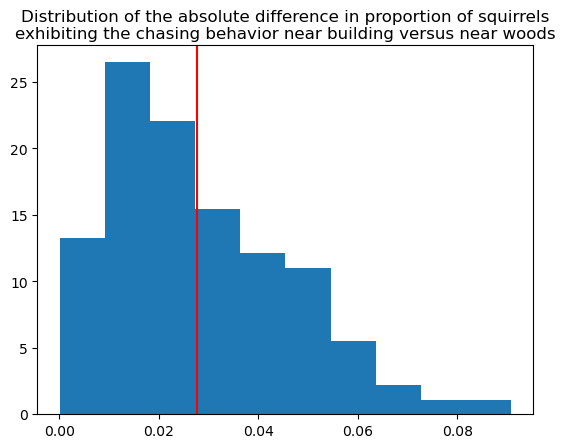 Distribution of the absolute difference in proportion of squirrels
exhibiting the chasing behavior near building versus near woods
25
20
15
10
5
0
0.00 0.02 0.04 0.06 0.08